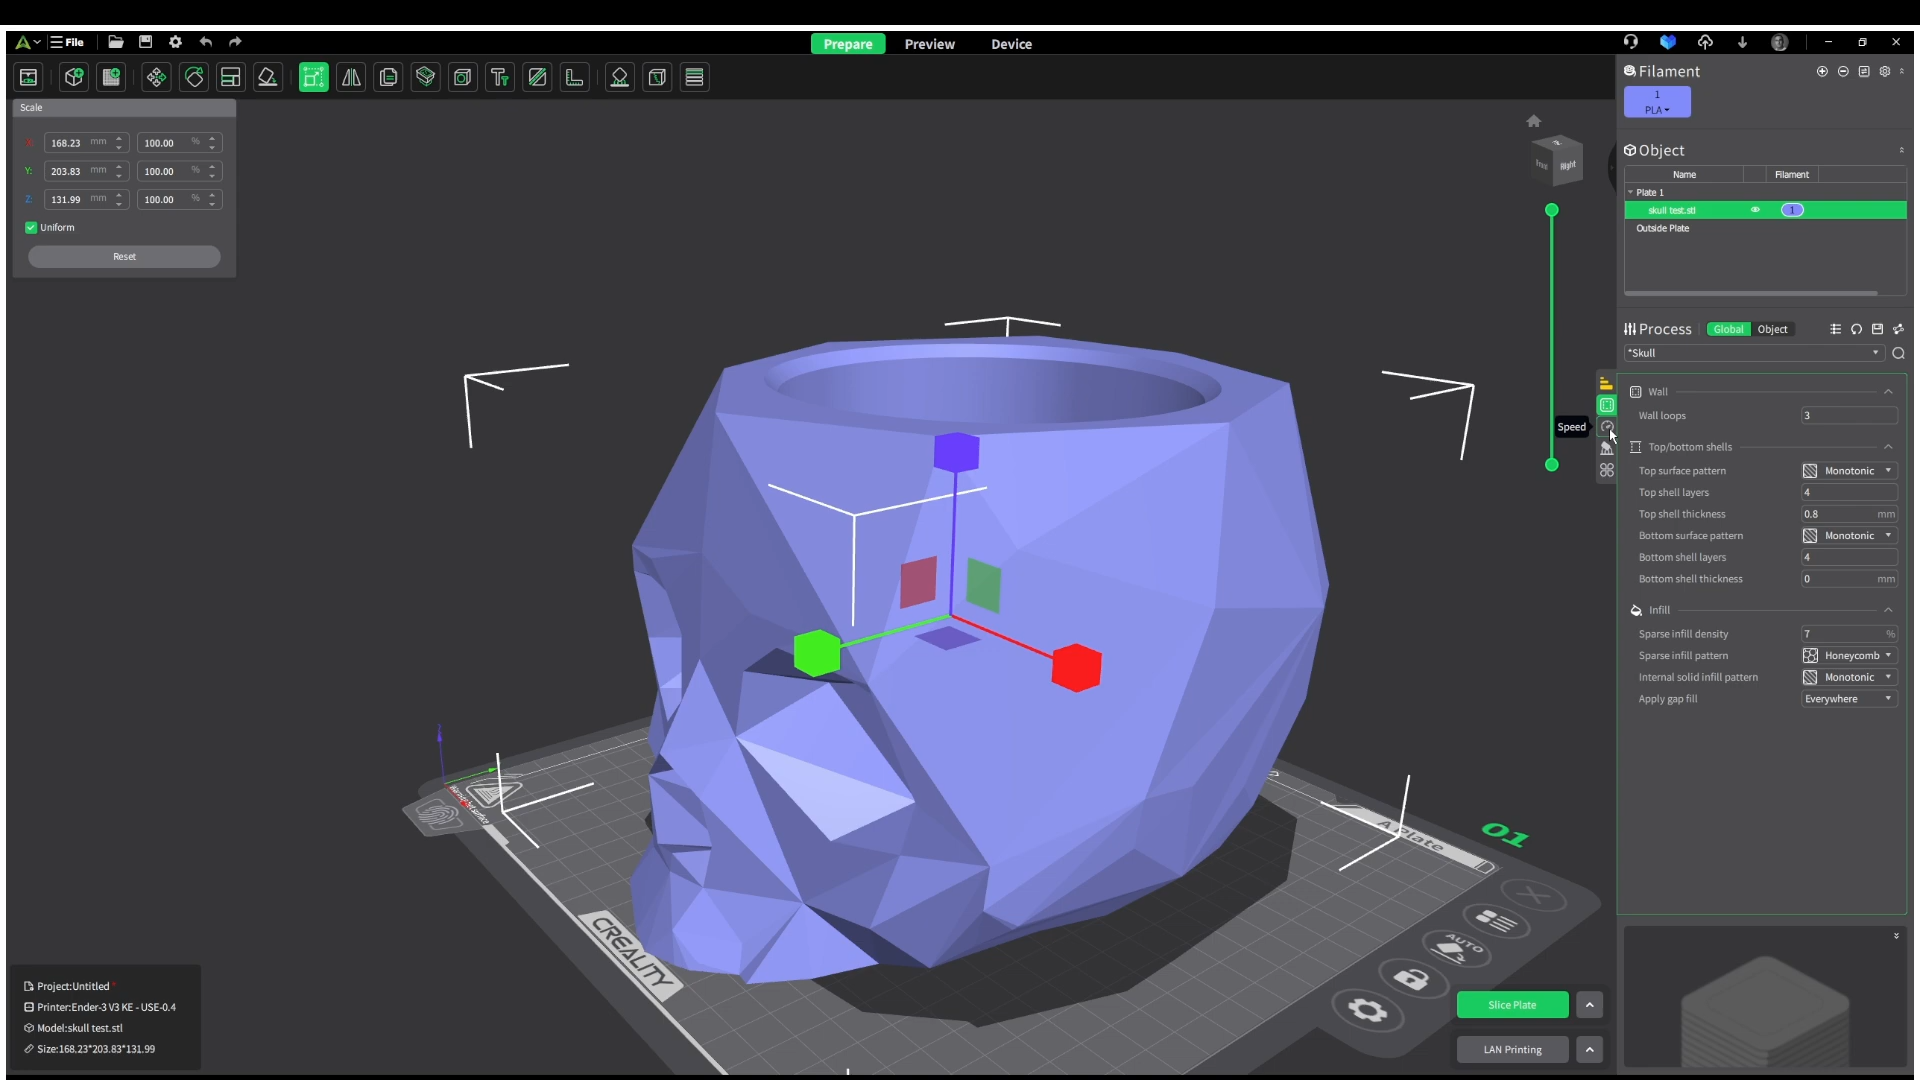 File
Prepare
Preview
Device
Scale
168.23 mm 100.00 %
Y: 203.83 mm 100.00 %
Z: 131.99 mm 100.00 %
Uniform
Reset
Right
Speed
CREALITY
A Plate
01
AUTO
Project:Untitled *
Printer:Ender-3 V3 KE - USE-0.4
Model:skull test.stl
Size:168.23*203.83*131.99
Slice Plate
LAN Printing
Filament
1
PLA
Object
Name Filament
Plate 1
skull test.stl 1
Outside Plate
Process Global Object
*Skull
Wall
Wall loops 3
Top/bottom shells
Top surface pattern Monotonic
Top shell layers 4
Top shell thickness 0.8 mm
Bottom surface pattern Monotonic
Bottom shell layers 4
Bottom shell thickness 0 mm
Infill
Sparse infill density 7 %
Sparse infill pattern Honeycomb
Internal solid infill pattern Monotonic
Apply gap fill Everywhere